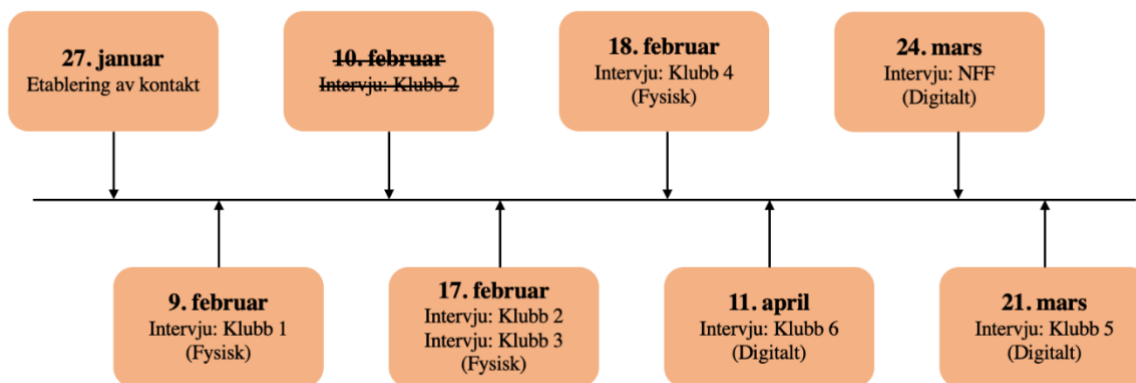 27. januar
Etablering av kontakt
10. februar
Intervju: Klubb 2
18. februar
Intervju: Klubb 4
(Fysisk)
24. mars
Intervju: NFF
(Digitalt)
9. februar
Intervju: Klubb 1
(Fysisk)
17. februar
Intervju: Klubb 2
Intervju: Klubb 3
(Fysisk)
11. april
Intervju: Klubb 6
(Digitalt)
21. mars
Intervju: Klubb 5
(Digitalt)